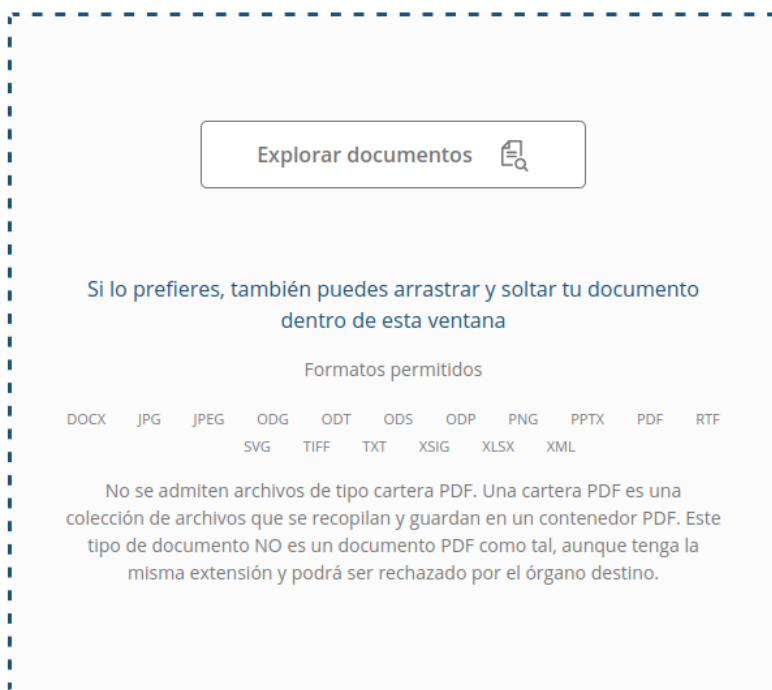 Explorar documentos
Si lo prefieres, también puedes arrastrar y soltar tu documento
dentro de esta ventana
Formatos permitidos
DOCX JPG JPEG ODG ODT ODS ODP PNG PPTX PDF RTF
SVG TIFF TXT XSIG XLSX XML
No se admiten archivos de tipo cartera PDF. Una cartera PDF es una
colección de archivos que se recopilan y guardan en un contenedor PDF. Este
tipo de documento NO es un documento PDF como tal, aunque tenga la
misma extensión y podrá ser rechazado por el órgano destino.